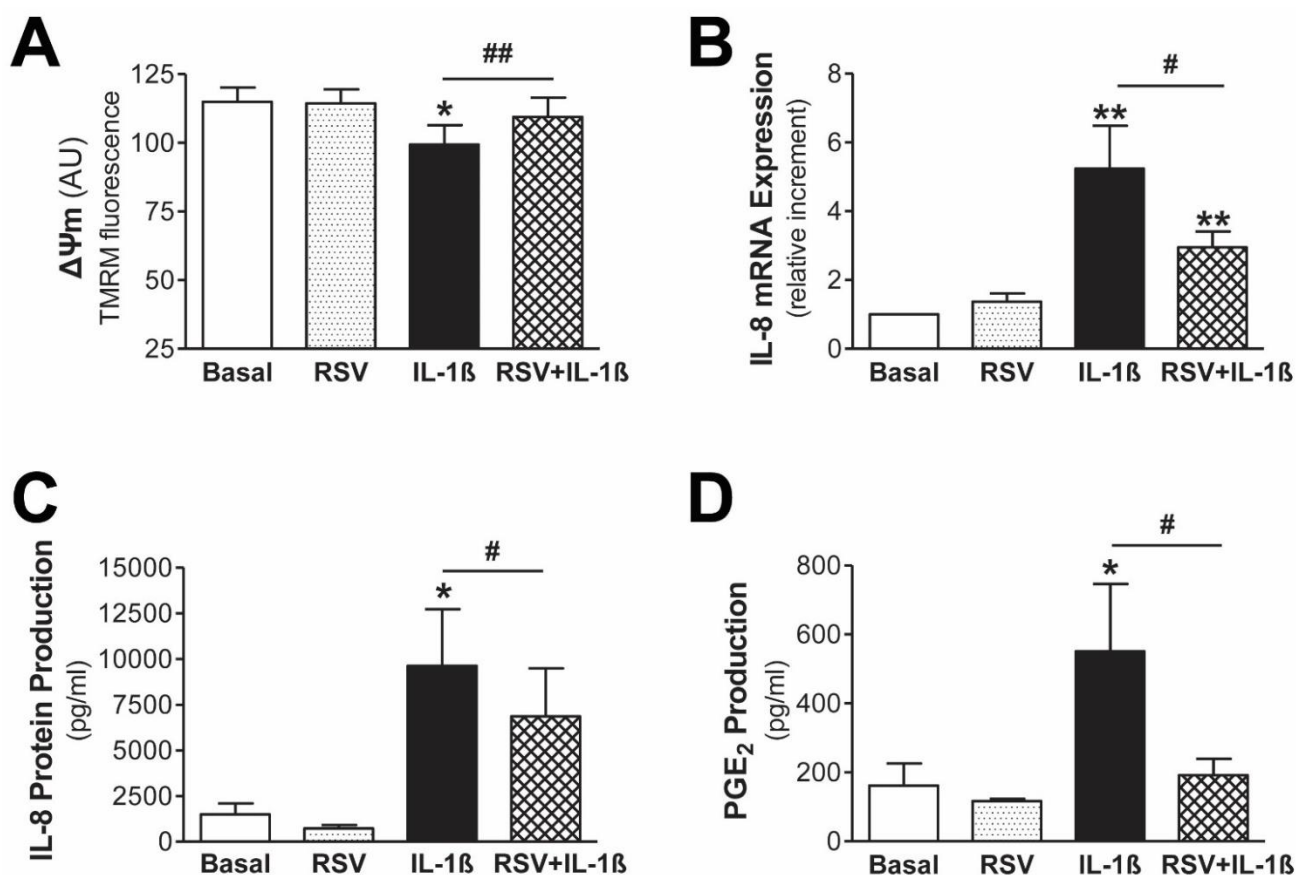 A
ΔΨm (AU)
TMRM fluorescence
125
100
75
50
25
*
##
Basal RSV IL-1ß RSV+IL-1ß
B
IL-8 mRNA Expression
(relative increment)
8
6
4
2
0
**
**
#
Basal RSV IL-1ß RSV+IL-1ß
C
IL-8 Protein Production
(pg/ml)
15000
12500
10000
7500
5000
2500
0
*
#
Basal RSV IL-1ß RSV+IL-1ß
D
PGE₂ Production
(pg/ml)
800
600
400
200
0
*
#
Basal RSV IL-1ß RSV+IL-1ß